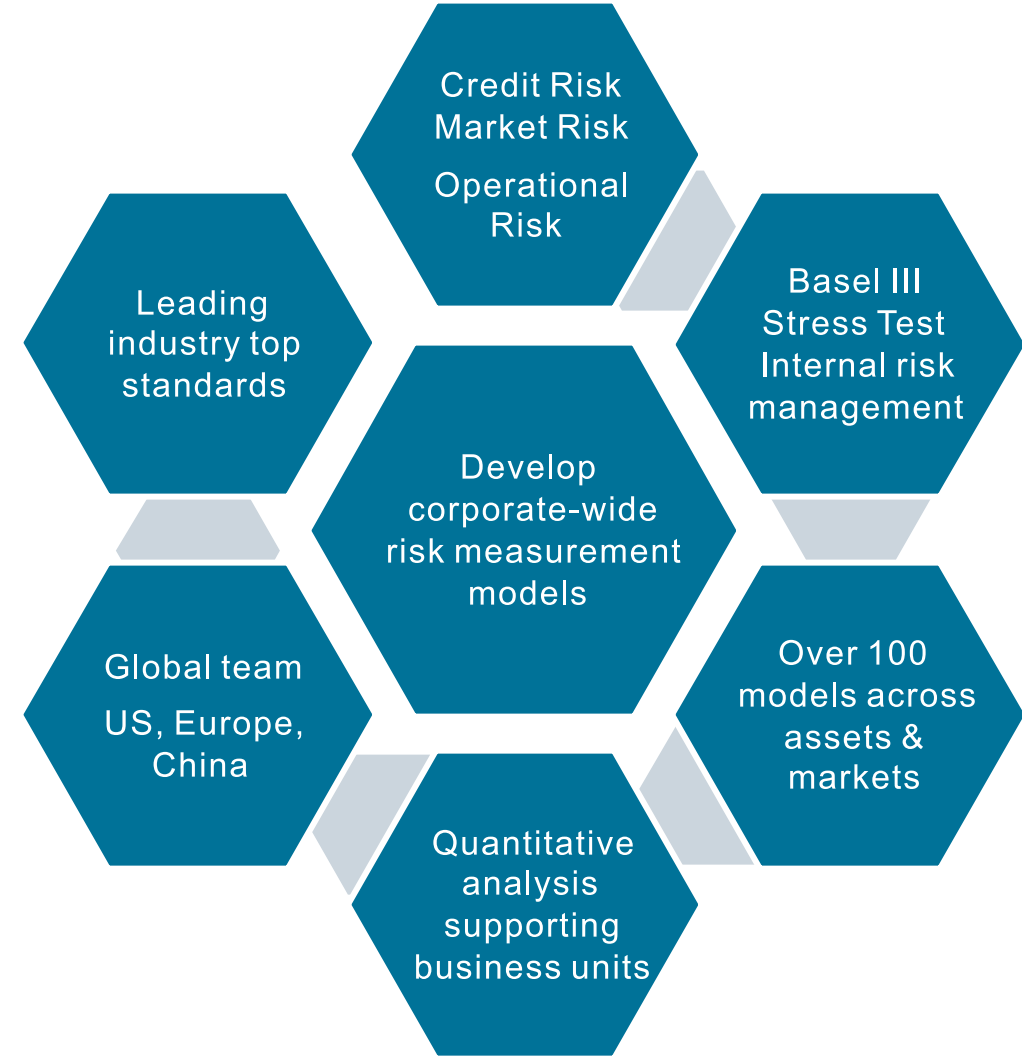 Credit Risk
Market Risk
Operational
Risk
Leading
industry top
standards
Basel III
Stress Test
Internal risk
management
Develop
corporate-wide
risk measurement
models
Global team
US, Europe,
China
Over 100
models across
assets &
markets
Quantitative
analysis
supporting
business units